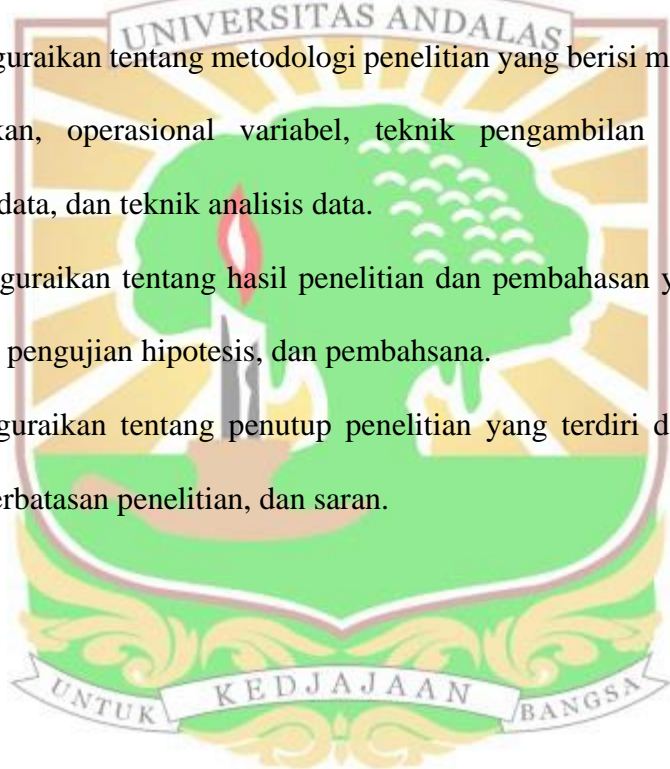 UNIVERSITAS ANDALAS
guraikan tentang metodologi penelitian yang berisi m
kan, operasional variabel, teknik pengambilan
data, dan teknik analisis data.
guraikan tentang hasil penelitian dan pembahasan y
pengujian hipotesis, dan pembahsana.
guraikan tentang penutup penelitian yang terdiri d
erbatasan penelitian, dan saran.
UNTUK KEDJAJAAN BANGSA